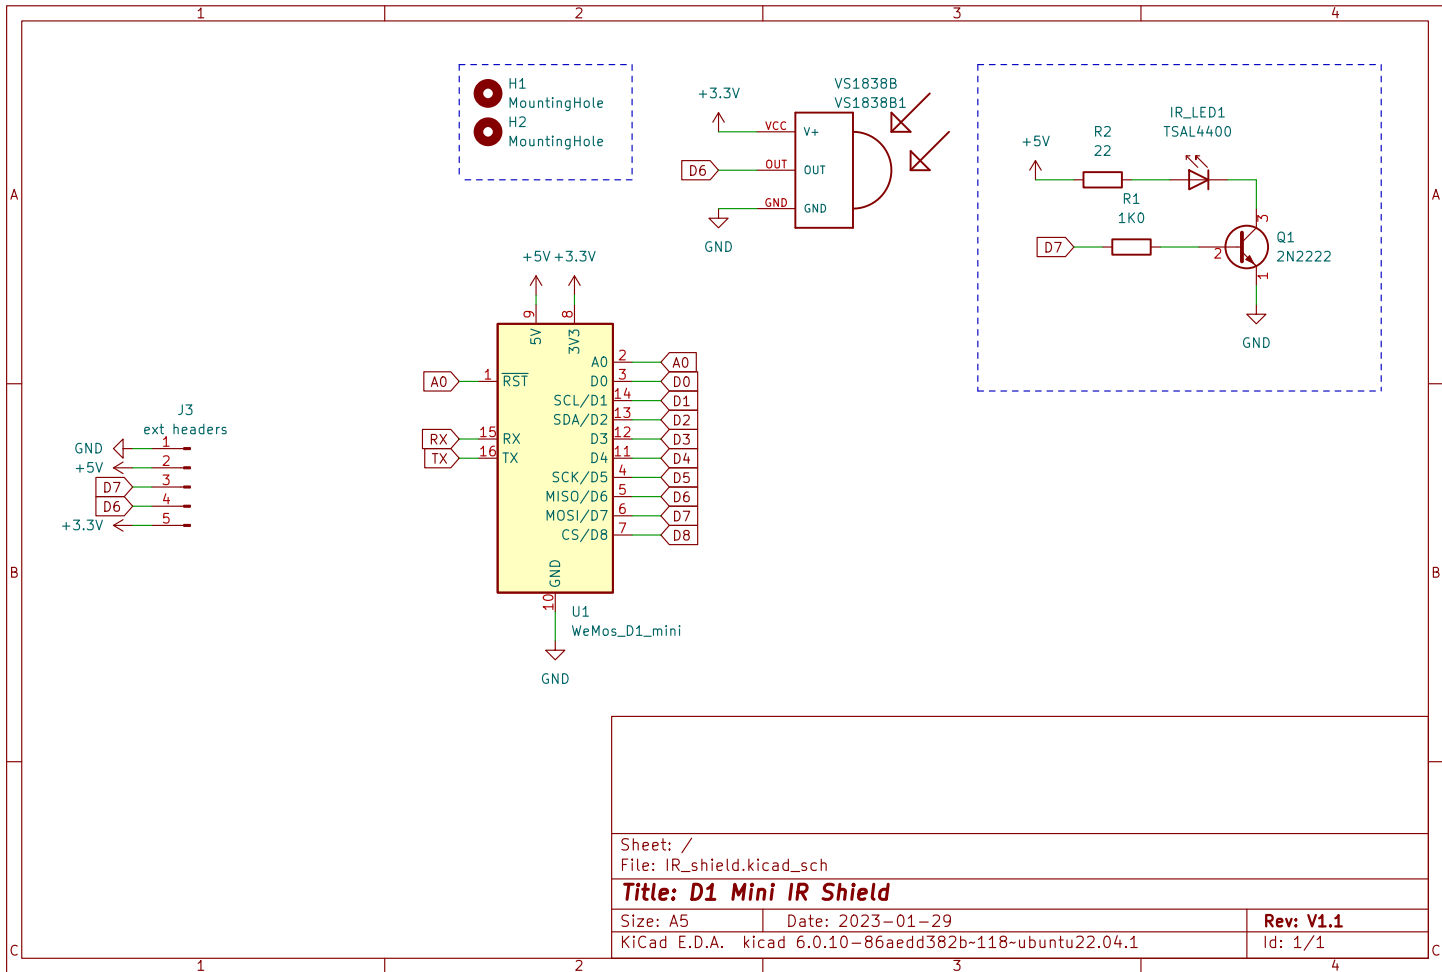 1 2 3 4
A
A
B
B
C
C
1 2 3 4
H1
MountingHole
H2
MountingHole
+3.3V
VS1838B
VS1838B1
VCC V+
D6 OUT OUT
GND GND
GND
IR_LED1
TSAL4400
R2
22
+5V
R1
1K0
3
D7
2
Q1
2N2222
1
GND
+5V +3.3V
9 8
5V 3V3
A0 2 A0
A0 1 RST D0 3 D0
SCL/D1 14 D1
SDA/D2 13 D2
RX 15 RX D3 12 D3
TX 16 TX D4 11 D4
SCK/D5 4 D5
MISO/D6 5 D6
MOSI/D7 6 D7
CS/D8 7 D8
GND
10
U1
WeMos_D1_mini
GND
J3
ext headers
GND 1
+5V 2
D7 3
D6 4
+3.3V 5
Sheet: /
File: IR_shield.kicad_sch
Title: D1 Mini IR Shield
Size: A5 Date: 2023-01-29 Rev: V1.1
KiCad E.D.A. kicad 6.0.10-86aedd382b~118~ubuntu22.04.1 Id: 1/1